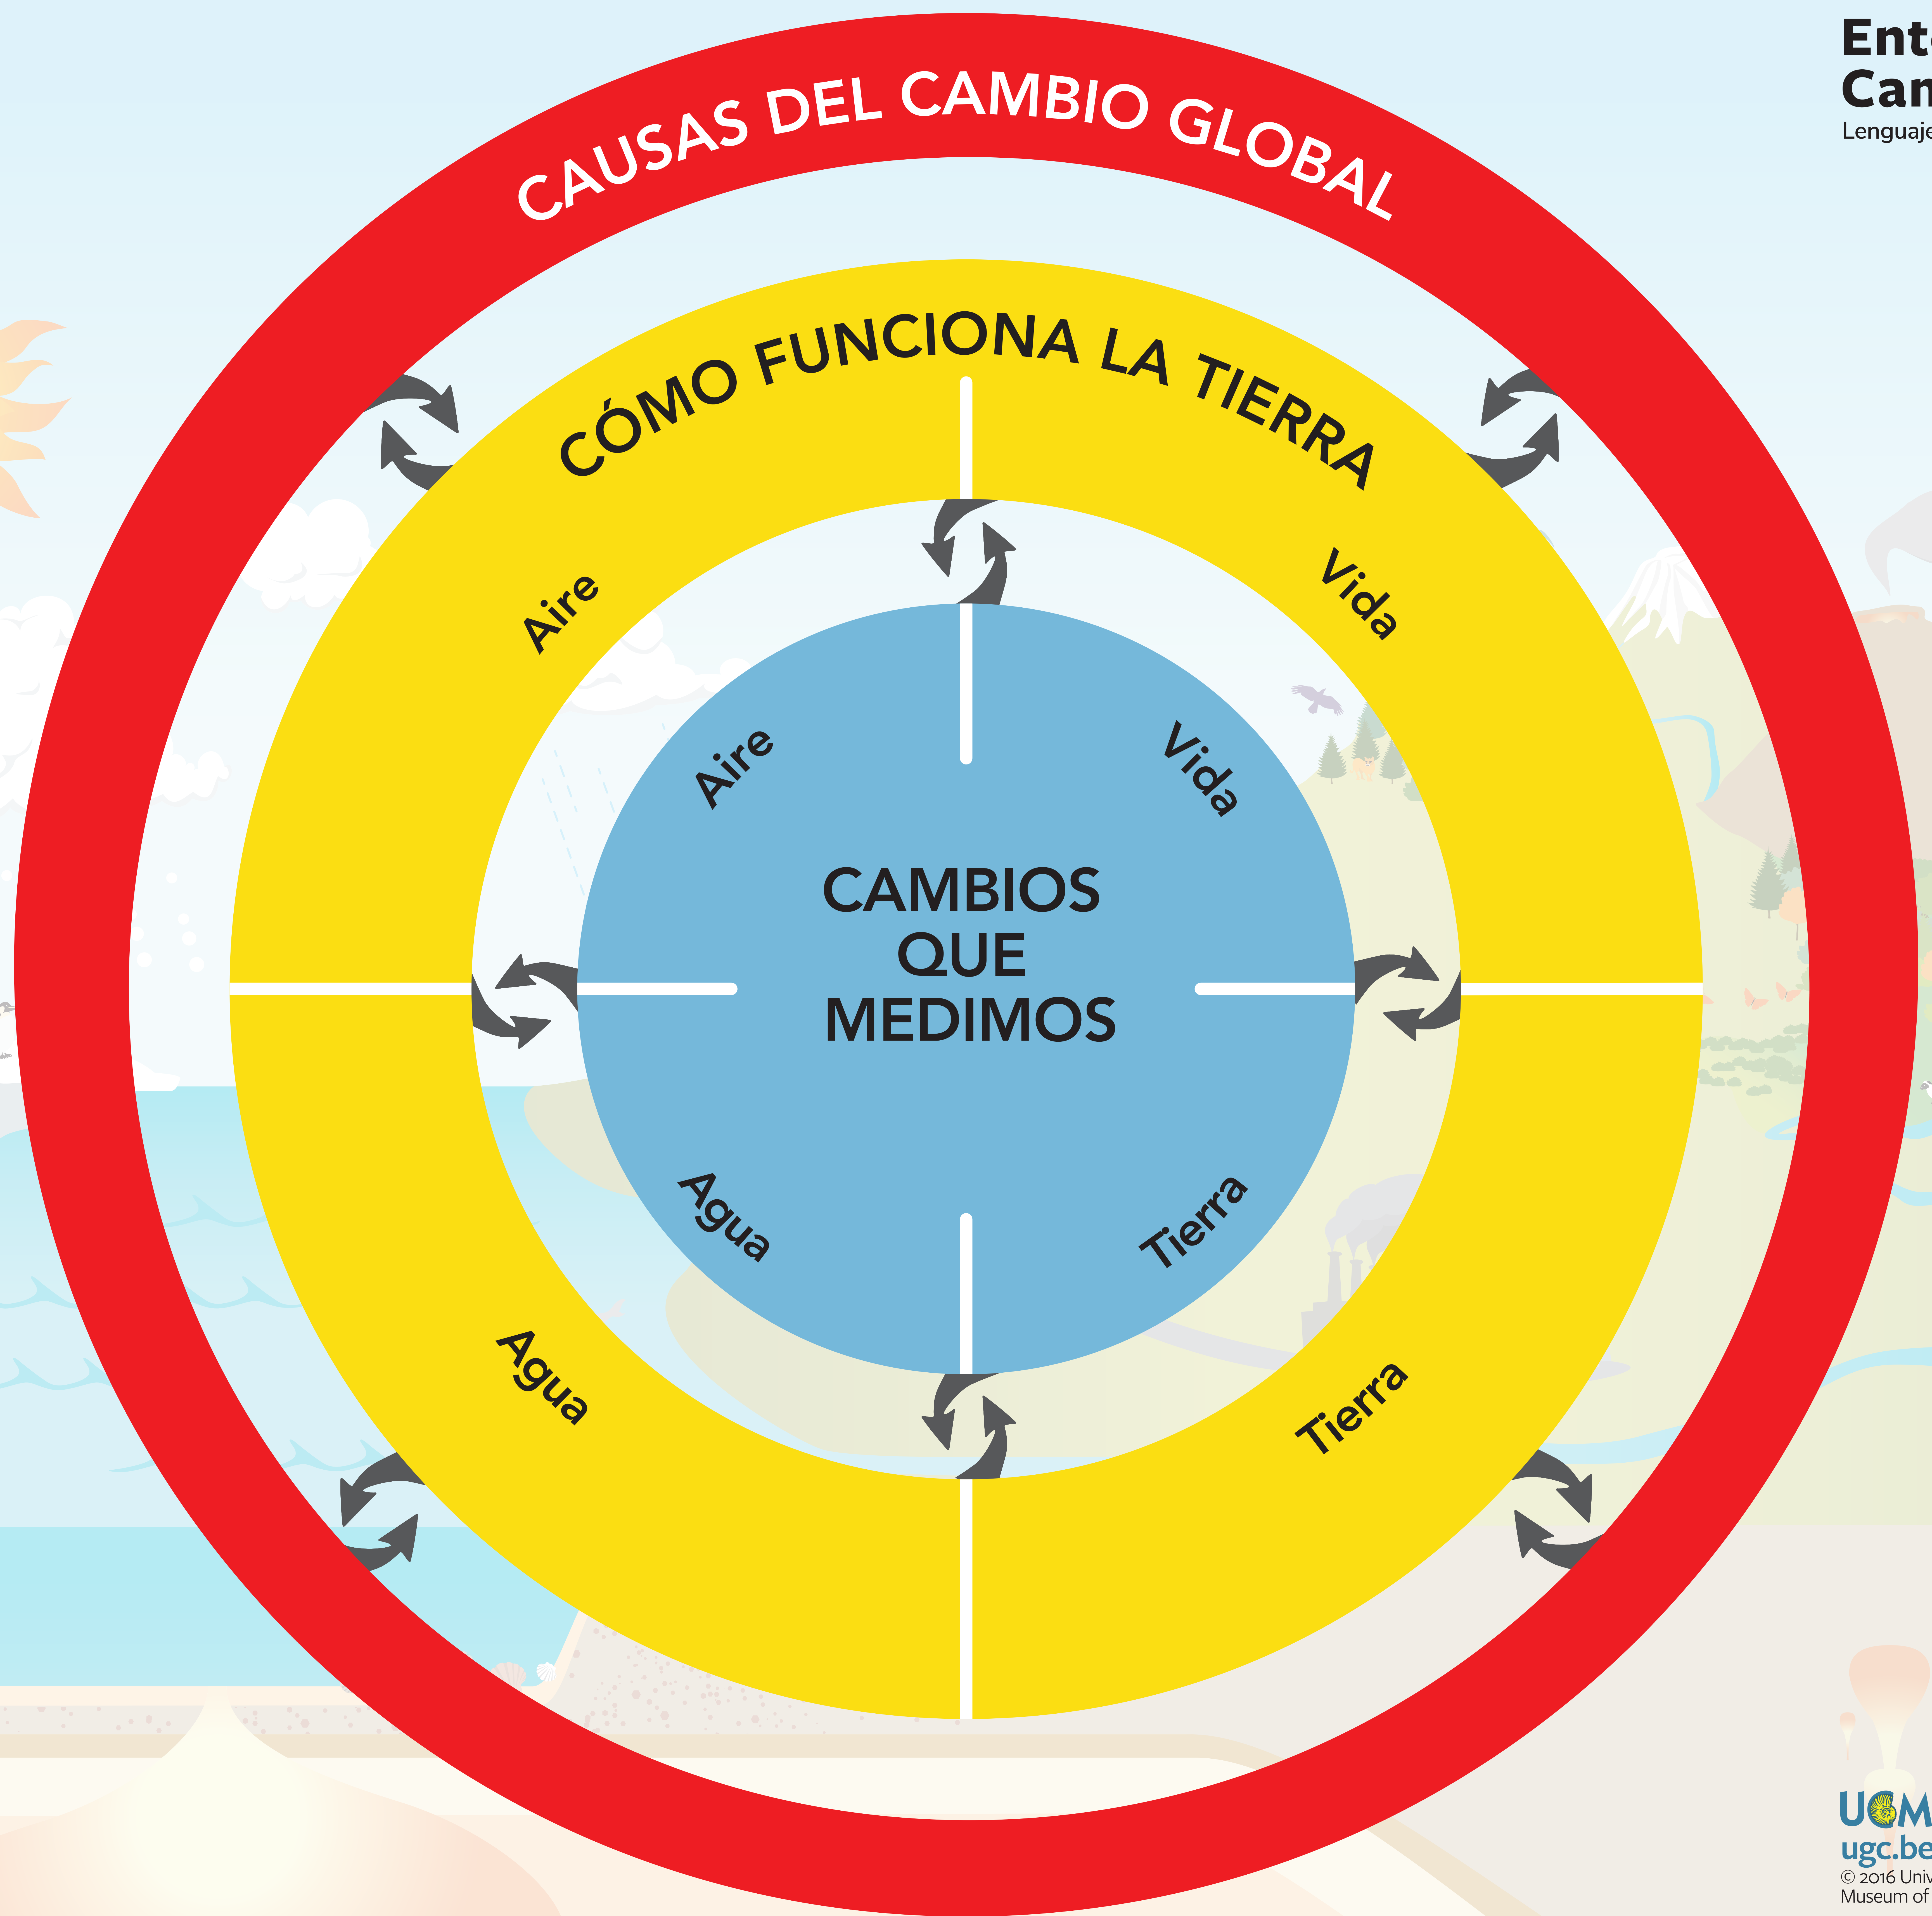 CAUSAS DEL CAMBIO GLOBAL
CÓMO FUNCIONA LA TIERRA
Aire
Vida
Aire
Vida
CAMBIOS
QUE
MEDIMOS
Agua
Tierra
Agua
Tierra
Lenguaje
ugc.be
© 2016
Museum of